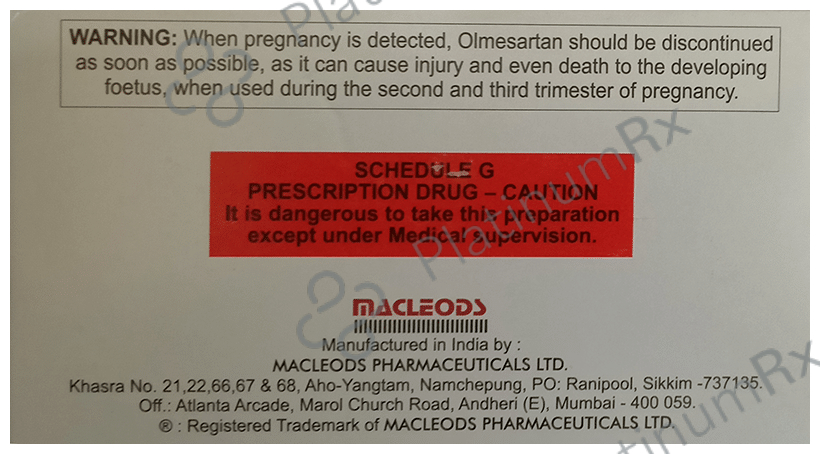 WARNING: When pregnancy is detected, Olmesartan should be discontinued
as soon as possible, as it can cause injury and even death to the developing
foetus, when used during the second and third trimester of pregnancy.
SCHEDULE G
PRESCRIPTION DRUG – CAUTION
It is dangerous to take this preparation
except under Medical supervision.
MACLEODS
Manufactured in India by :
MACLEODS PHARMACEUTICALS LTD.
Khasra No. 21,22,66,67 & 68, Aho-Yangtam, Namchepung, PO: Ranipool, Sikkim -737135.
Off.: Atlanta Arcade, Marol Church Road, Andheri (E), Mumbai - 400 059.
® : Registered Trademark of MACLEODS PHARMACEUTICALS LTD.
PlatinumRx
PlatinumRx
PlatinumRx